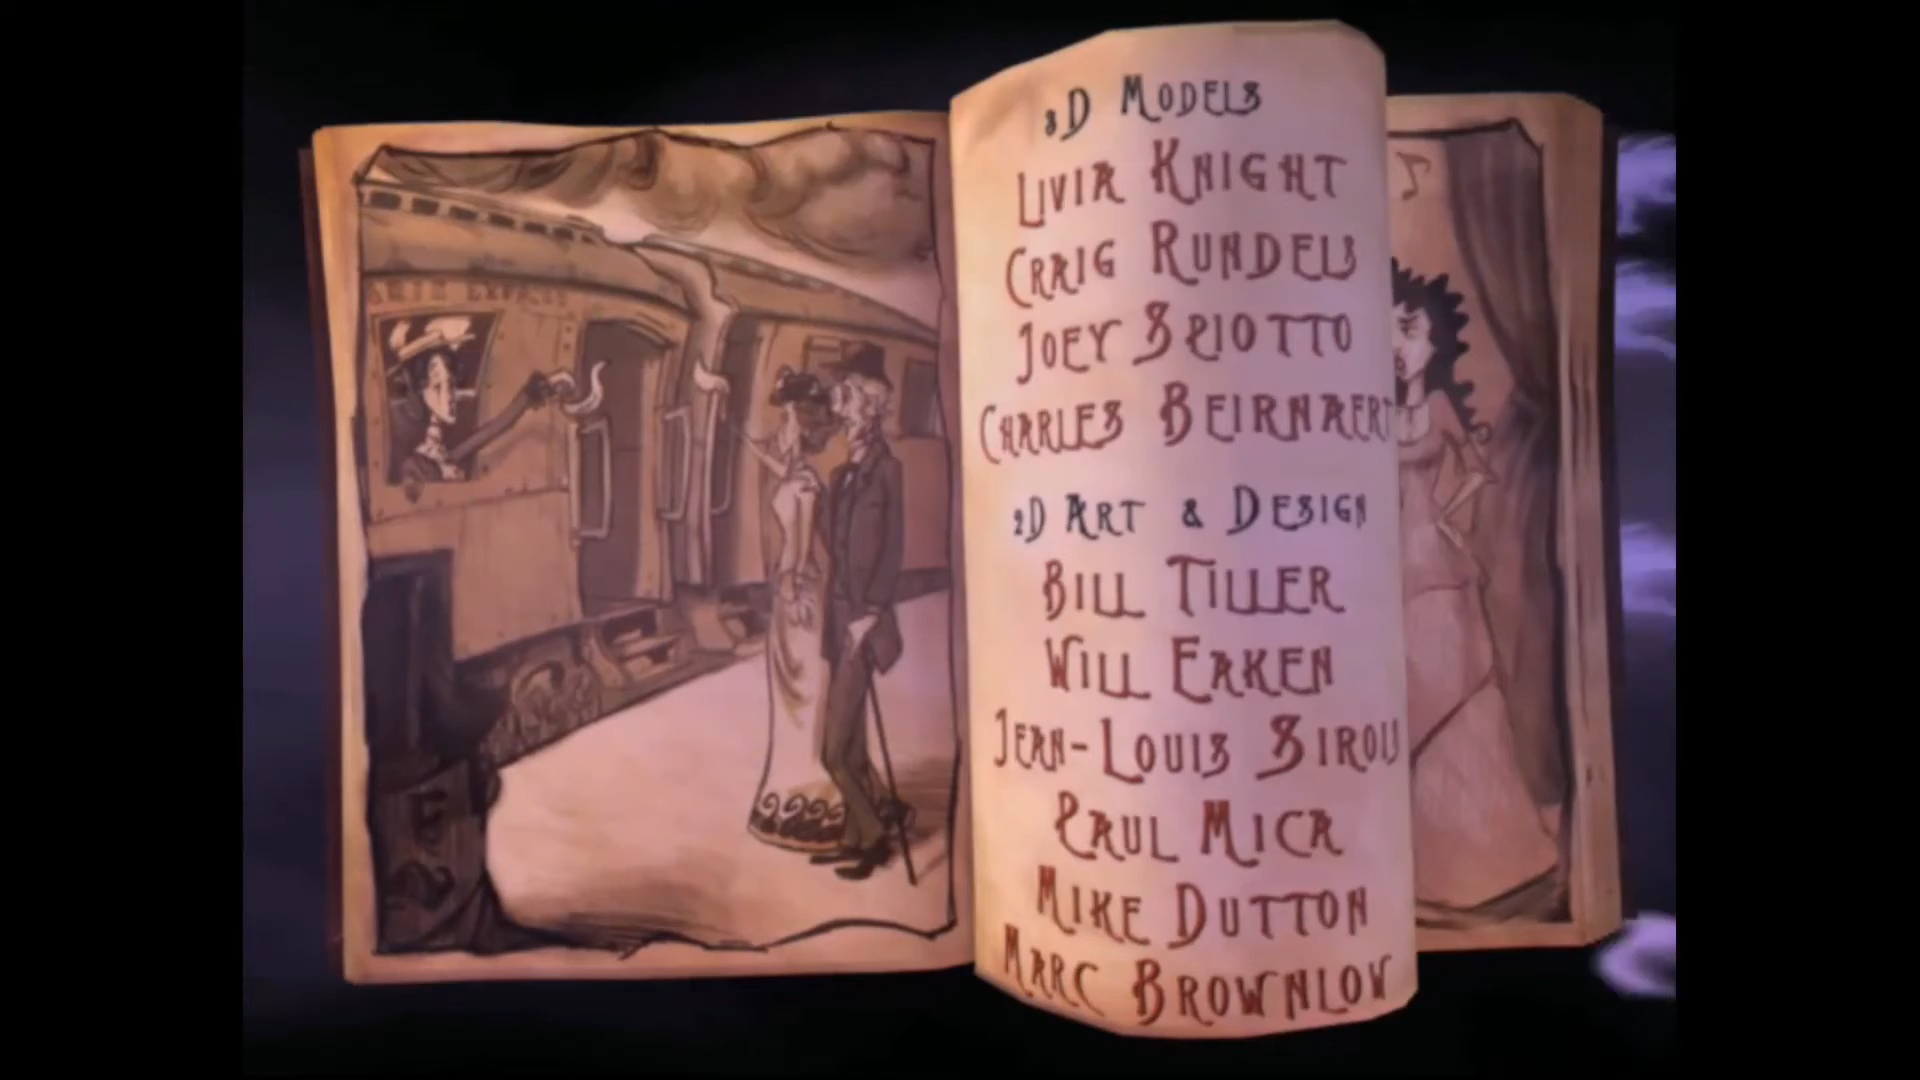 3D Models
Livia Knight
Craig Rundels
Joey Spiotto
Charles Beirnaert
2D Art & Design
Bill Tiller
Will Eaken
Jean-Louis Sirois
Paul Mica
Mike Dutton
Marc Brownlow